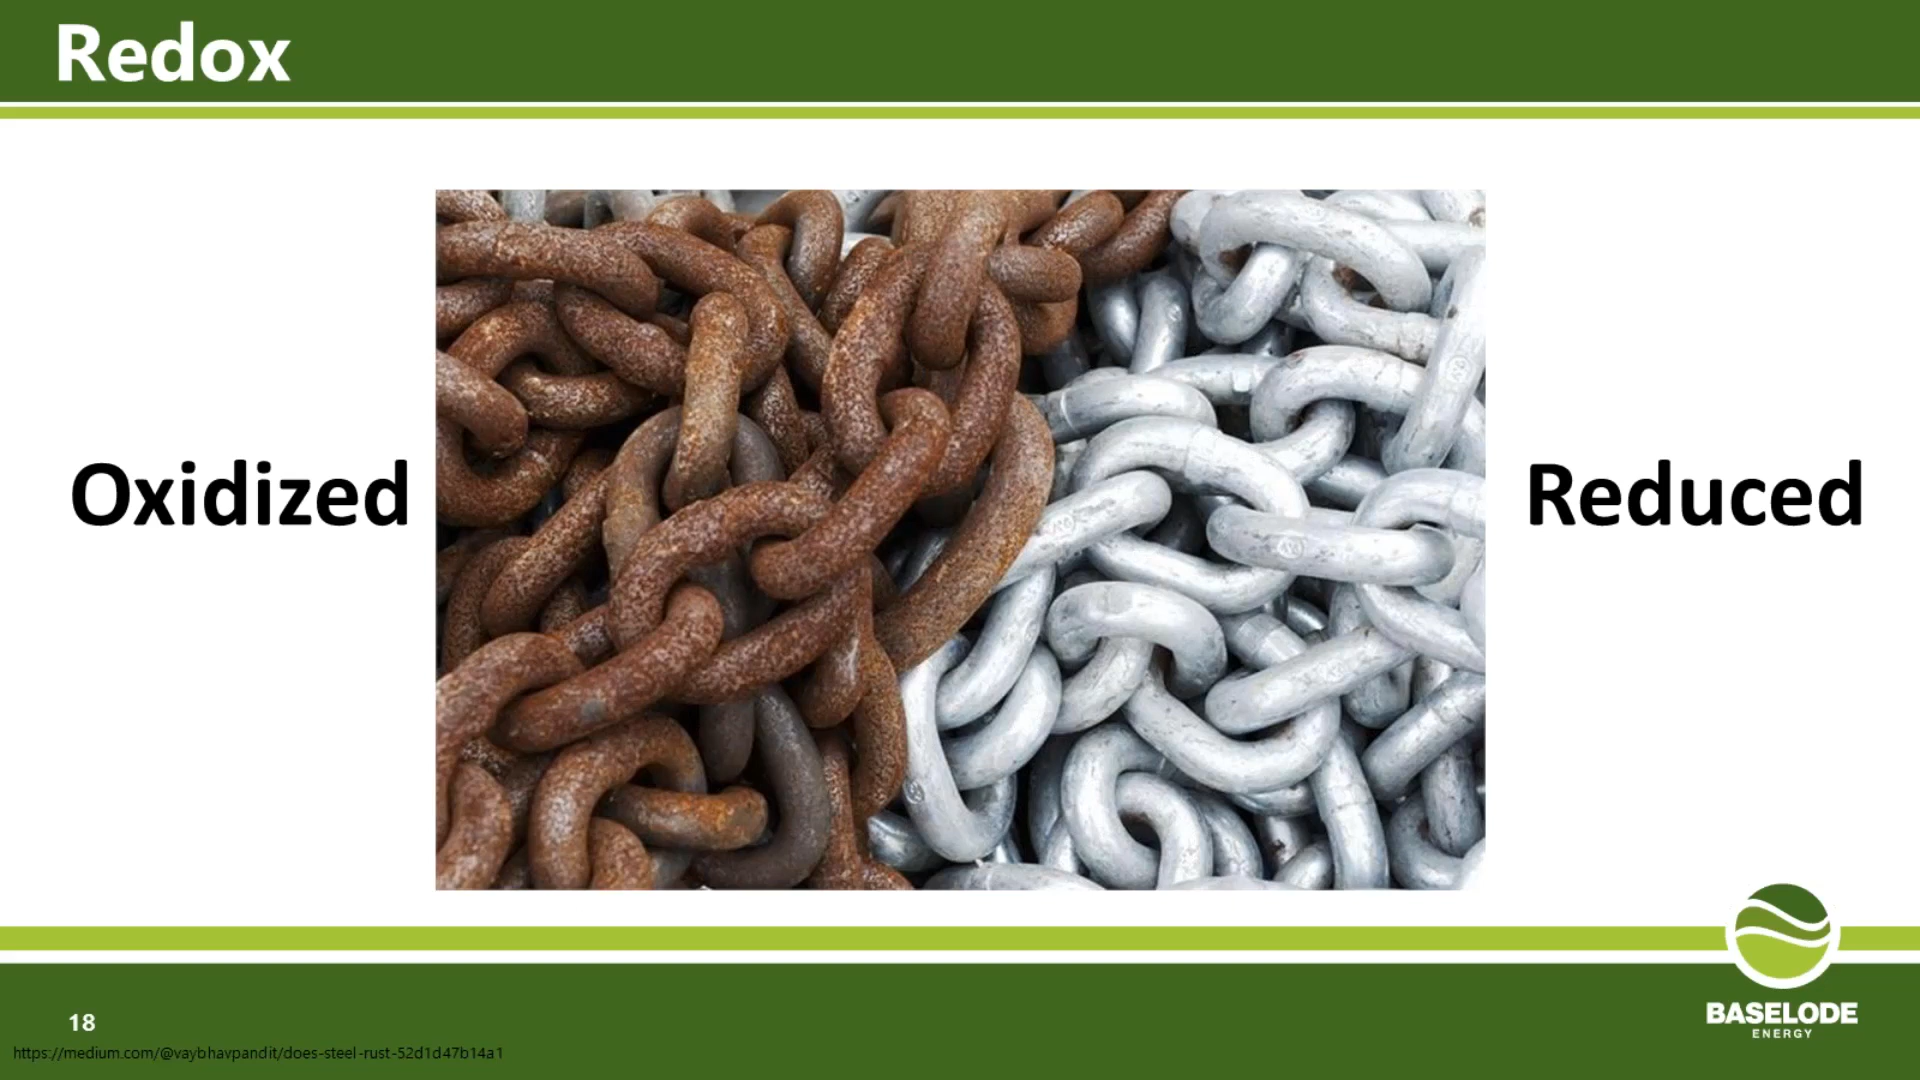 Redox
Oxidized
Reduced
18
https://medium.com/@vaybhavpandit/does-steel-rust-52d1d47b14a1
BASELODE
ENERGY